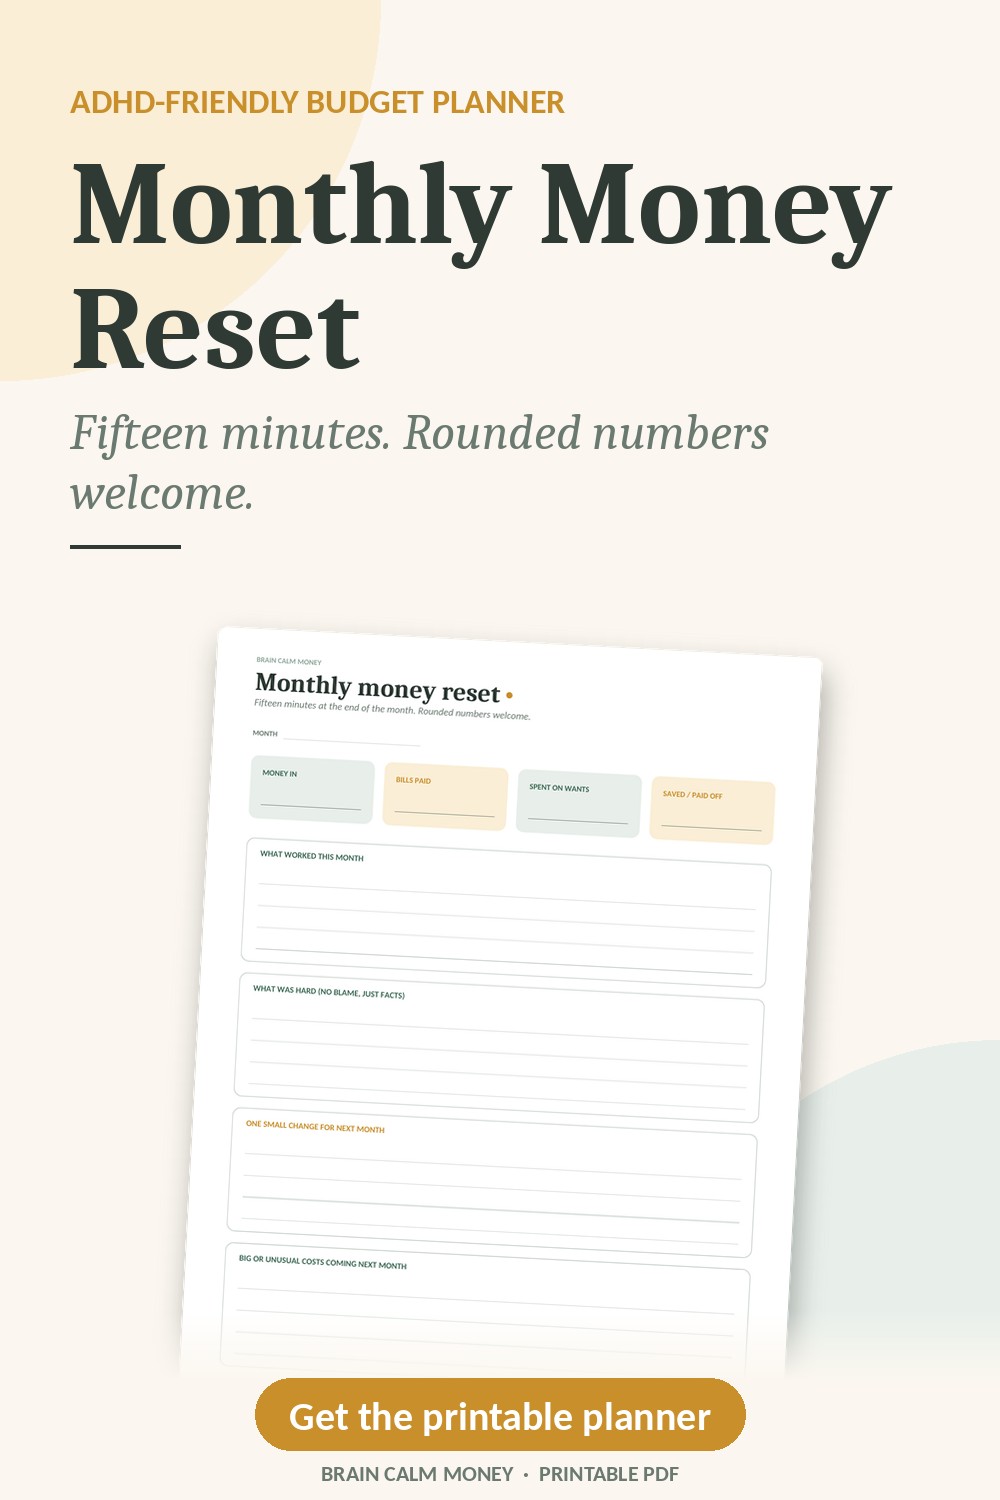 ADHD-FRIENDLY BUDGET PLANNER
Monthly Money
Reset
Fifteen minutes. Rounded numbers
welcome.
BRAIN CALM MONEY
Monthly money reset •
Fifteen minutes at the end of the month. Rounded numbers welcome.
MONTH
MONEY IN
BILLS PAID
SPENT ON WANTS
SAVED / PAID OFF
WHAT WORKED THIS MONTH
WHAT WAS HARD (NO BLAME, JUST FACTS)
ONE SMALL CHANGE FOR NEXT MONTH
BIG OR UNUSUAL COSTS COMING NEXT MONTH
Get the printable planner
BRAIN CALM MONEY · PRINTABLE PDF